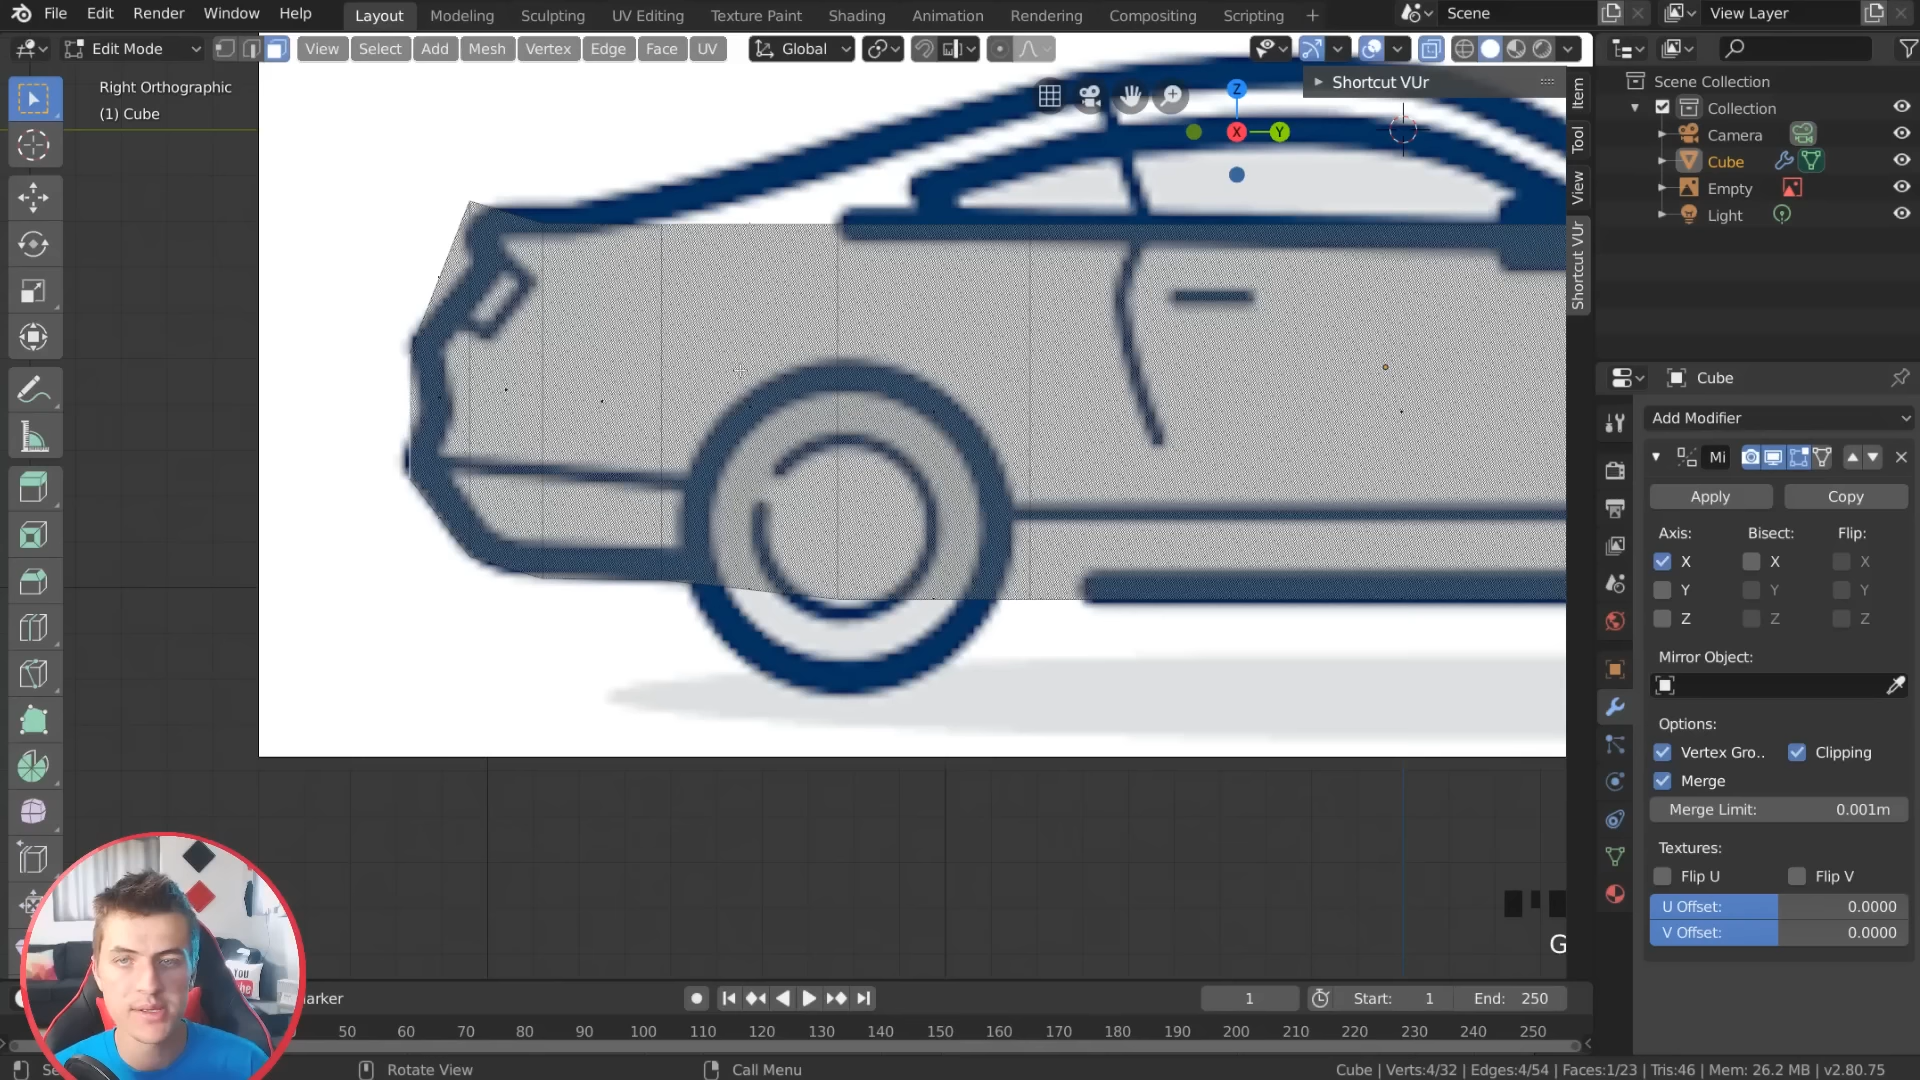 File Edit Render Window Help Layout Modeling Sculpting UV Editing Texture Paint Shading Animation Rendering Compositing Scripting + Scene View Layer
Edit Mode View Select Add Mesh Vertex Edge Face UV Global
Right Orthographic
(1) Cube
Shortcut VUr
Z
X
Y
Item
Tool
View
Shortcut VUr
Scene Collection
Collection
Camera
Cube
Empty
Light
Cube
Add Modifier
Mi
Apply Copy
Axis: Bisect: Flip:
X X X
Y Y Y
Z Z Z
Mirror Object:
Options:
Vertex Gro.. Clipping
Merge
Merge Limit: 0.001m
Textures:
Flip U Flip V
U Offset: 0.0000
V Offset: 0.0000
G
You
arker
1 Start: 1 End: 250
50 60 70 80 90 100 110 120 130 140 150 160 170 180 190 200 210 220 230 240 250
Se Rotate View Call Menu Cube | Verts:4/32 | Edges:4/54 | Faces:1/23 | Tris:46 | Mem: 26.2 MB | v2.80.75